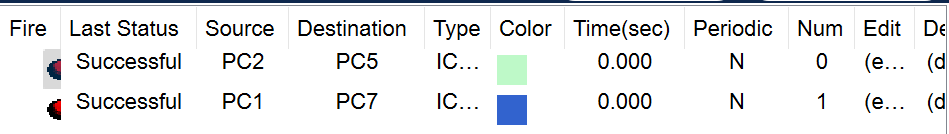 Fire Last Status Source Destination Type Color Time(sec) Periodic Num Edit De
Successful PC2 PC5 IC... 0.000 N 0 (e... (d
Successful PC1 PC7 IC... 0.000 N 1 (e... (d